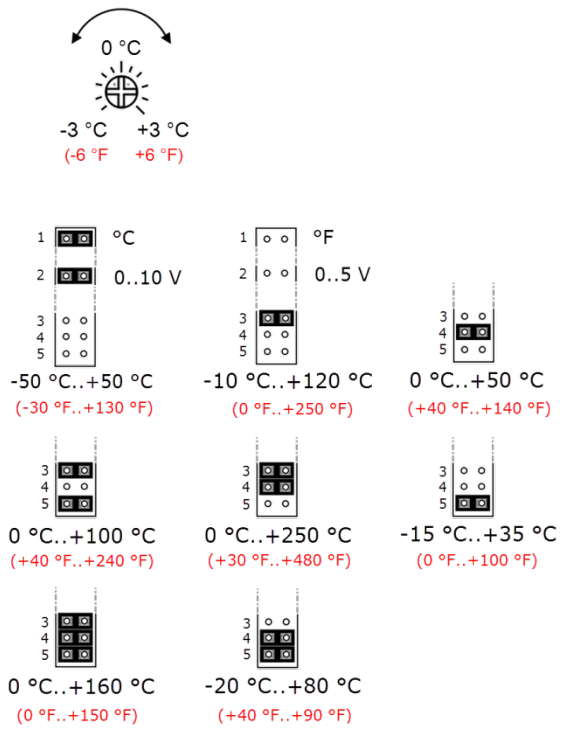 0 °C
-3 °C +3 °C
(-6 °F +6 °F)
1 °C
2 0..10 V
3
4
5
-50 °C..+50 °C
(-30 °F..+130 °F)
1 °F
2 0..5 V
3
4
5
-10 °C..+120 °C
(0 °F..+250 °F)
3
4
5
0 °C..+50 °C
(+40 °F..+140 °F)
3
4
5
0 °C..+100 °C
(+40 °F..+240 °F)
3
4
5
0 °C..+250 °C
(+30 °F..+480 °F)
3
4
5
-15 °C..+35 °C
(0 °F..+100 °F)
3
4
5
0 °C..+160 °C
(0 °F..+150 °F)
3
4
5
-20 °C..+80 °C
(+40 °F..+90 °F)